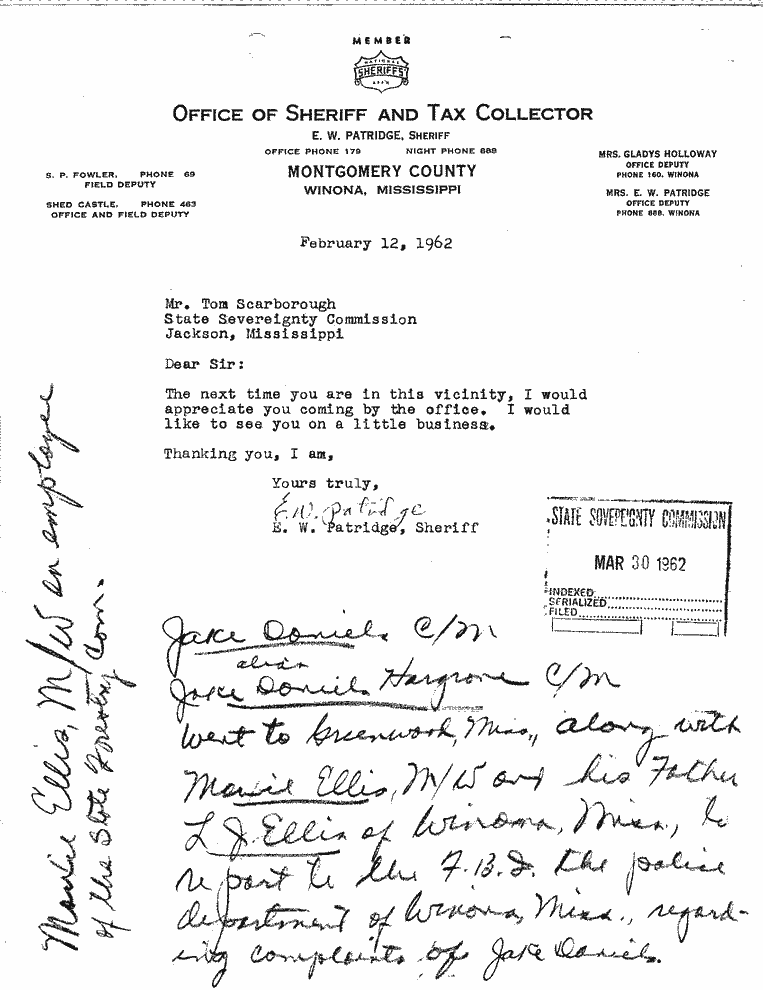 MEMBER
NATIONAL
SHERIFFS'
ASS'N
OFFICE OF SHERIFF AND TAX COLLECTOR
E. W. PATRIDGE, SHERIFF
OFFICE PHONE 179 NIGHT PHONE 888
MONTGOMERY COUNTY
WINONA, MISSISSIPPI
S. P. FOWLER, PHONE 69
FIELD DEPUTY
SHED CASTLE, PHONE 463
OFFICE AND FIELD DEPUTY
MRS. GLADYS HOLLOWAY
OFFICE DEPUTY
PHONE 160, WINONA
MRS. E. W. PATRIDGE
OFFICE DEPUTY
PHONE 888, WINONA
February 12, 1962
Mr. Tom Scarborough
State Severeignty Commission
Jackson, Mississippi
Dear Sir:
The next time you are in this vicinity, I would
appreciate you coming by the office. I would
like to see you on a little business.
Thanking you, I am,
Yours truly,
E. W. Patridge
E. W. Patridge, Sheriff
STATE SOVEREIGNTY COMMISSION
MAR 30 1962
INDEXED
SERIALIZED
FILED
Jake Daniels C/M
alias
Jake Daniels Hargrove C/M
went to Greenwood, Miss., along with
Ellis, M/W and his Father
L J. Ellis of Winona, Miss., to
report to the F.B.I. the police
department of Winona, Miss., regard-
ing complaints of Jake Daniels.
Ellis, M/W an employee
of the State Forestry Com.